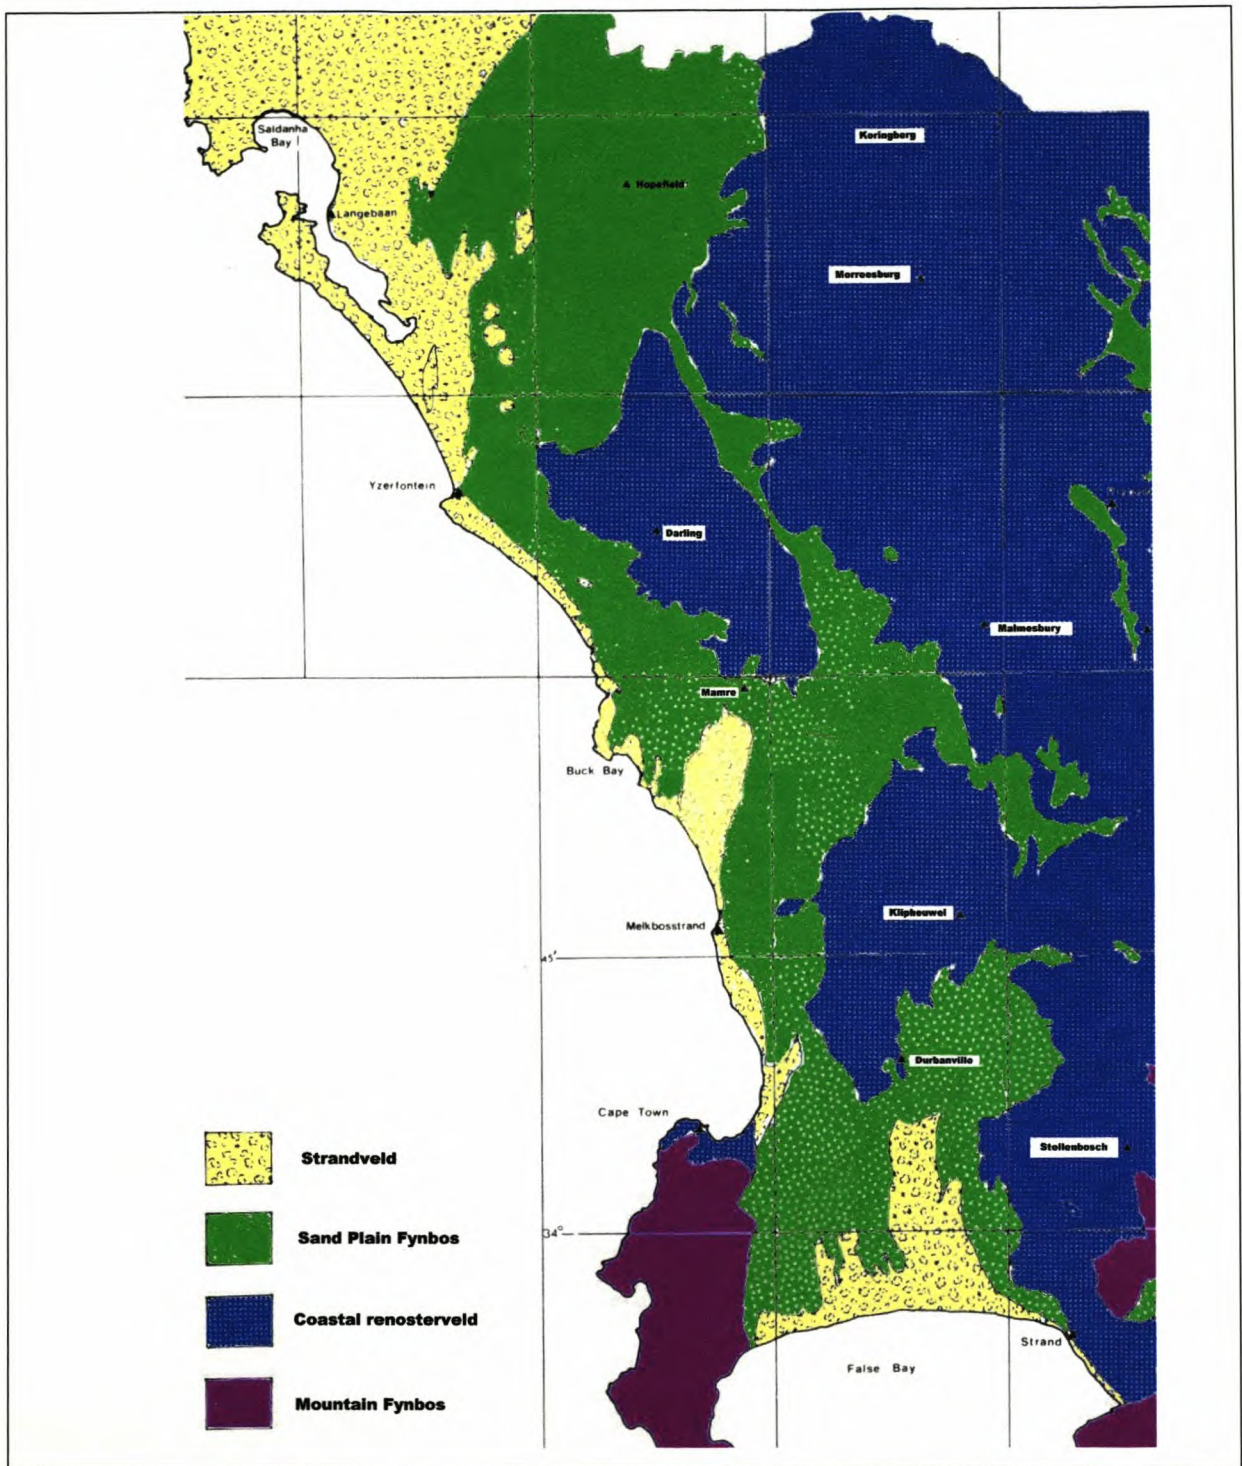 Saldanha
Bay
Koringberg
Hopefield
Langebaan
Morreesburg
Yzerfontein
Darling
Malmesbury
Mamre
Buck Bay
Klipheuwel
Melkbosstrand
45'
Durbanville
Cape Town
Stellenbosch
Strandveld
34°
Sand Plain Fynbos
Coastal renosterveld
Strand
False Bay
Mountain Fynbos